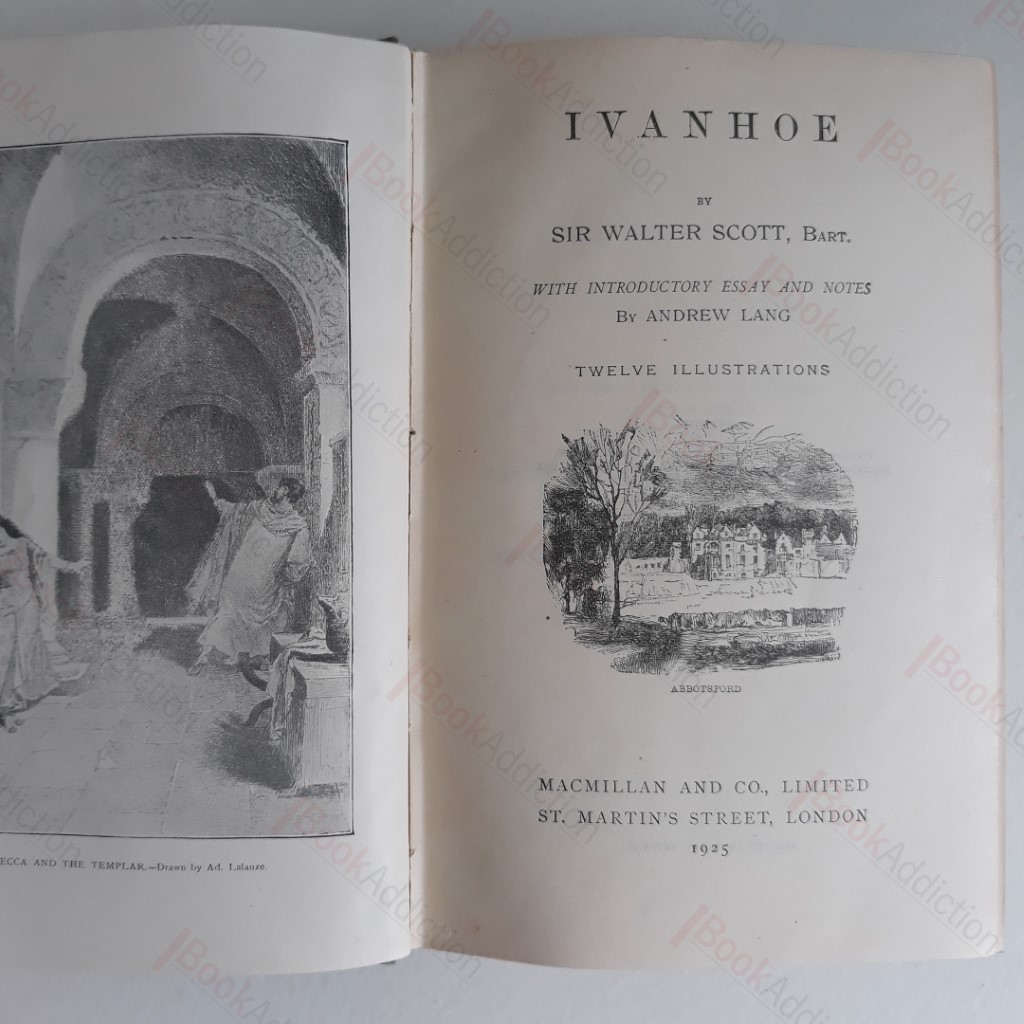 ECCA AND THE TEMPLAR.—Drawn by Ad. Lalauze.
IVANHOE
BY
SIR WALTER SCOTT, Bart.
WITH INTRODUCTORY ESSAY AND NOTES
By ANDREW LANG
TWELVE ILLUSTRATIONS
ABBOTSFORD
MACMILLAN AND CO., LIMITED
ST. MARTIN'S STREET, LONDON
1925
BookAddiction